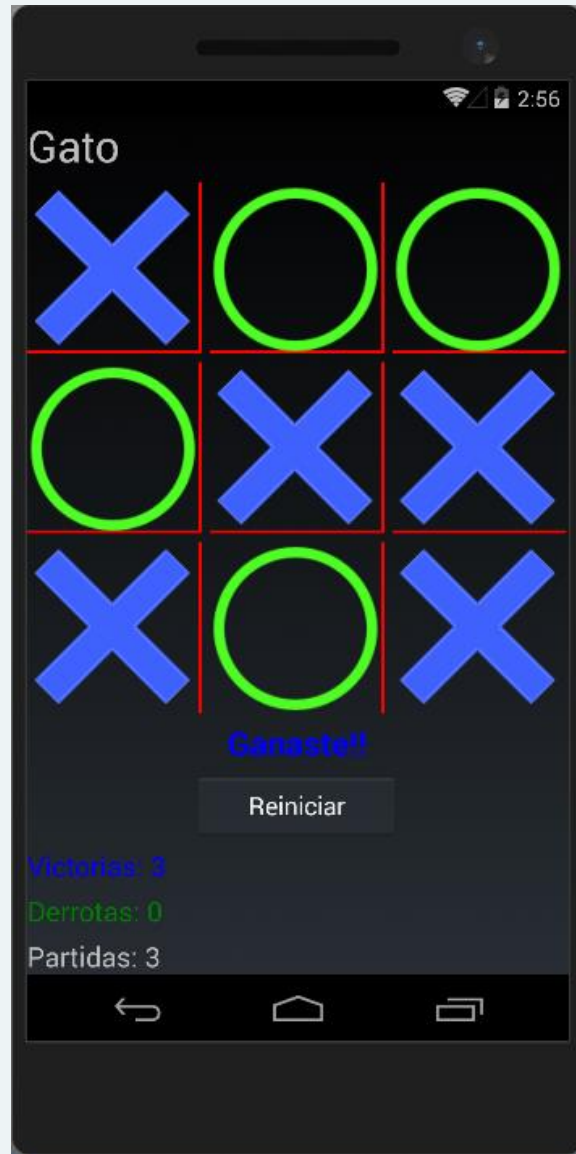 2:56
Gato
Ganaste!!
Reiniciar
Victorias: 3
Derrotas: 0
Partidas: 3